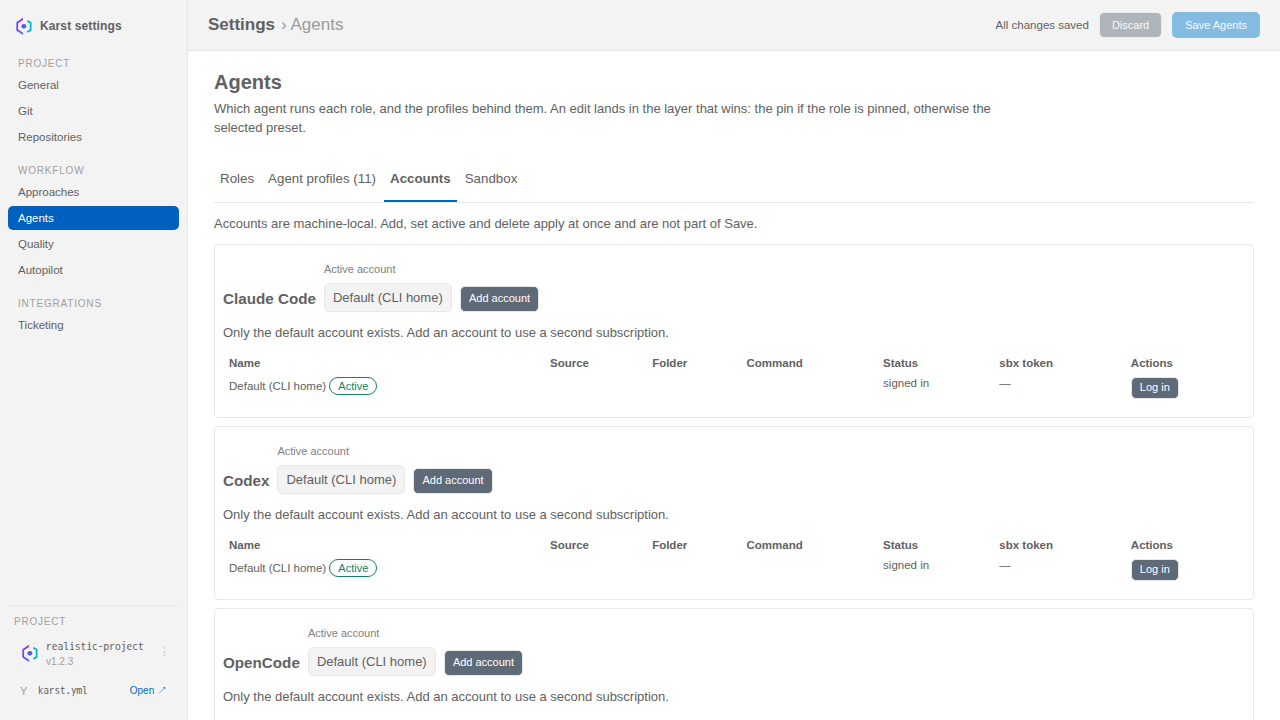 Karst settings
Settings › Agents
All changes saved
Discard
Save Agents
PROJECT
General
Git
Repositories
WORKFLOW
Approaches
Agents
Quality
Autopilot
INTEGRATIONS
Ticketing
PROJECT
realistic-project
v1.2.3
Y karst.yml
Open ↗
Agents
Which agent runs each role, and the profiles behind them. An edit lands in the layer that wins: the pin if the role is pinned, otherwise the
selected preset.
Roles Agent profiles (11) Accounts Sandbox
Accounts are machine-local. Add, set active and delete apply at once and are not part of Save.
Active account
Claude Code Default (CLI home) Add account
Only the default account exists. Add an account to use a second subscription.
Name Source Folder Command Status sbx token Actions
Default (CLI home) Active signed in — Log in
Active account
Codex Default (CLI home) Add account
Only the default account exists. Add an account to use a second subscription.
Name Source Folder Command Status sbx token Actions
Default (CLI home) Active signed in — Log in
Active account
OpenCode Default (CLI home) Add account
Only the default account exists. Add an account to use a second subscription.